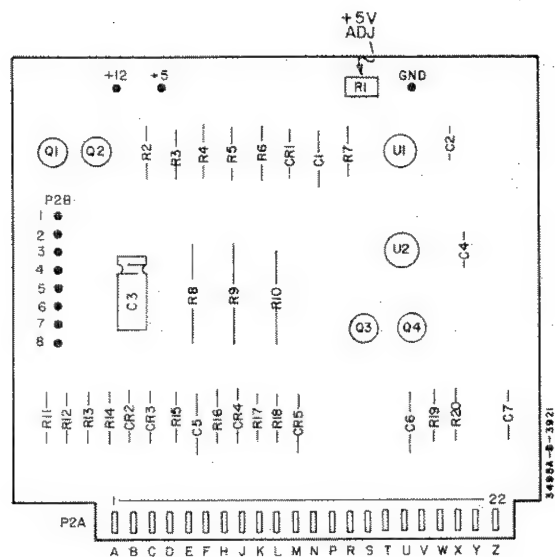 +5V
ADJ
+12 +5 R1 GND
Q1 Q2 R2 R3 R4 R5 R6 CR1 C1 R7 U1 C2
P2B
1
2
3
4
5
6
7
8
C3 R8 R9 R10 U2 C4
Q3 Q4
R11 R12 R13 R14 CR2 CR3 R15 C5 R16 CR4 R17 R18 CR5 C6 R19 R20 C7
3495A-B-3921
1 22
P2A
A B C D E F H J K L M N P R S T U V W X Y Z